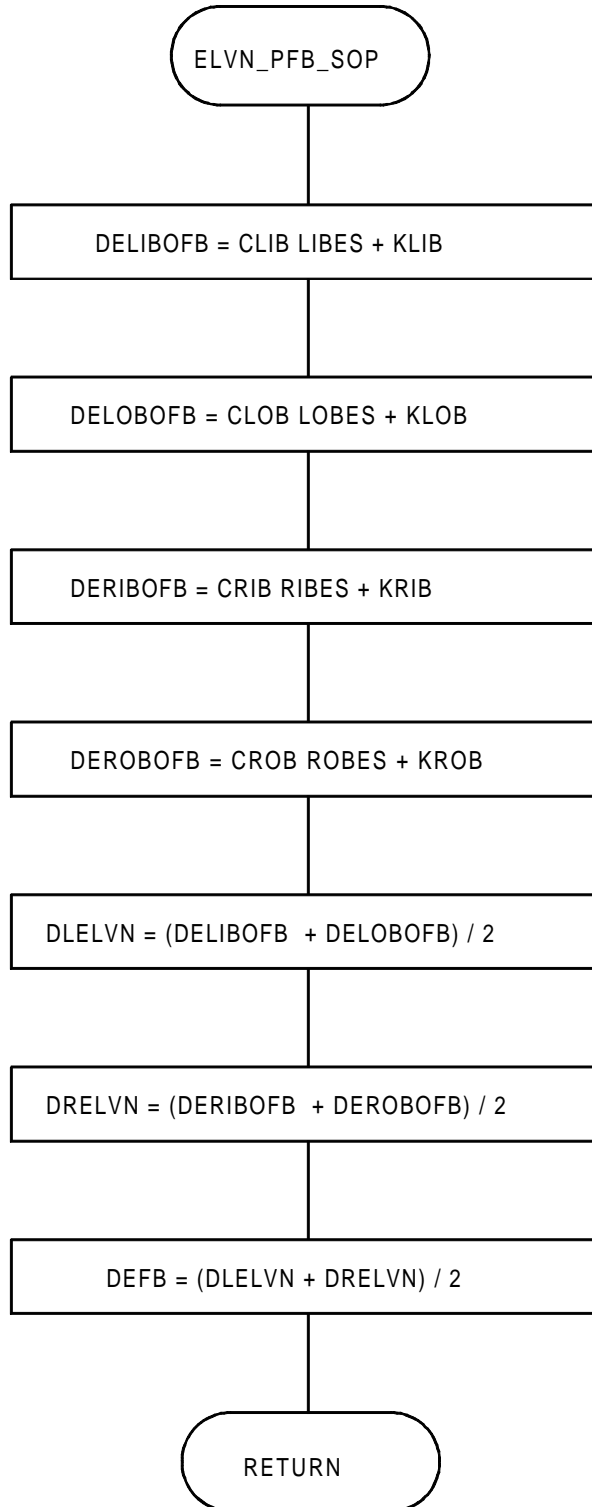 ELVN_PFB_SOP
DELIBOFB = CLIB LIBES + KLIB
DELOBOFB = CLOB LOBES + KLOB
DERIBOFB = CRIB RIBES + KRIB
DEROBOFB = CROB ROBES + KROB
DLELVN = (DELIBOFB + DELOBOFB) / 2
DRELVN = (DERIBOFB + DEROBOFB) / 2
DEFB = (DLELVN + DRELVN) / 2
RETURN